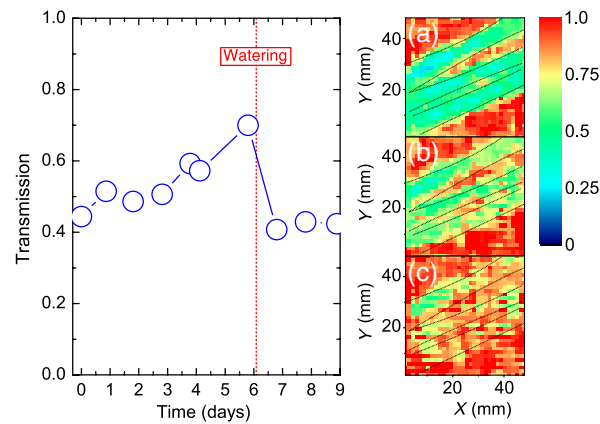 1.0
0.8
0.6
0.4
0.2
0.0
Transmission
0 1 2 3 4 5 6 7 8 9
Time (days)
Watering
(a)
(b)
(c)
40
20
Y (mm)
40
20
Y (mm)
40
20
Y (mm)
20 40
X (mm)
1.0
0.75
0.5
0.25
0